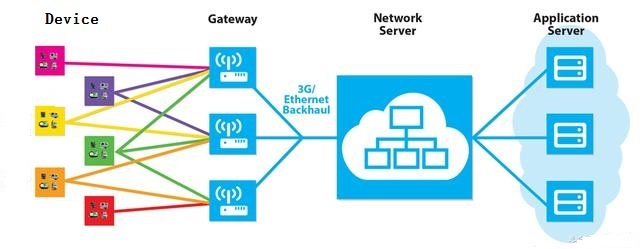 Device
Gateway
Network
Server
Application
Server
3G/
Ethernet
Backhaul